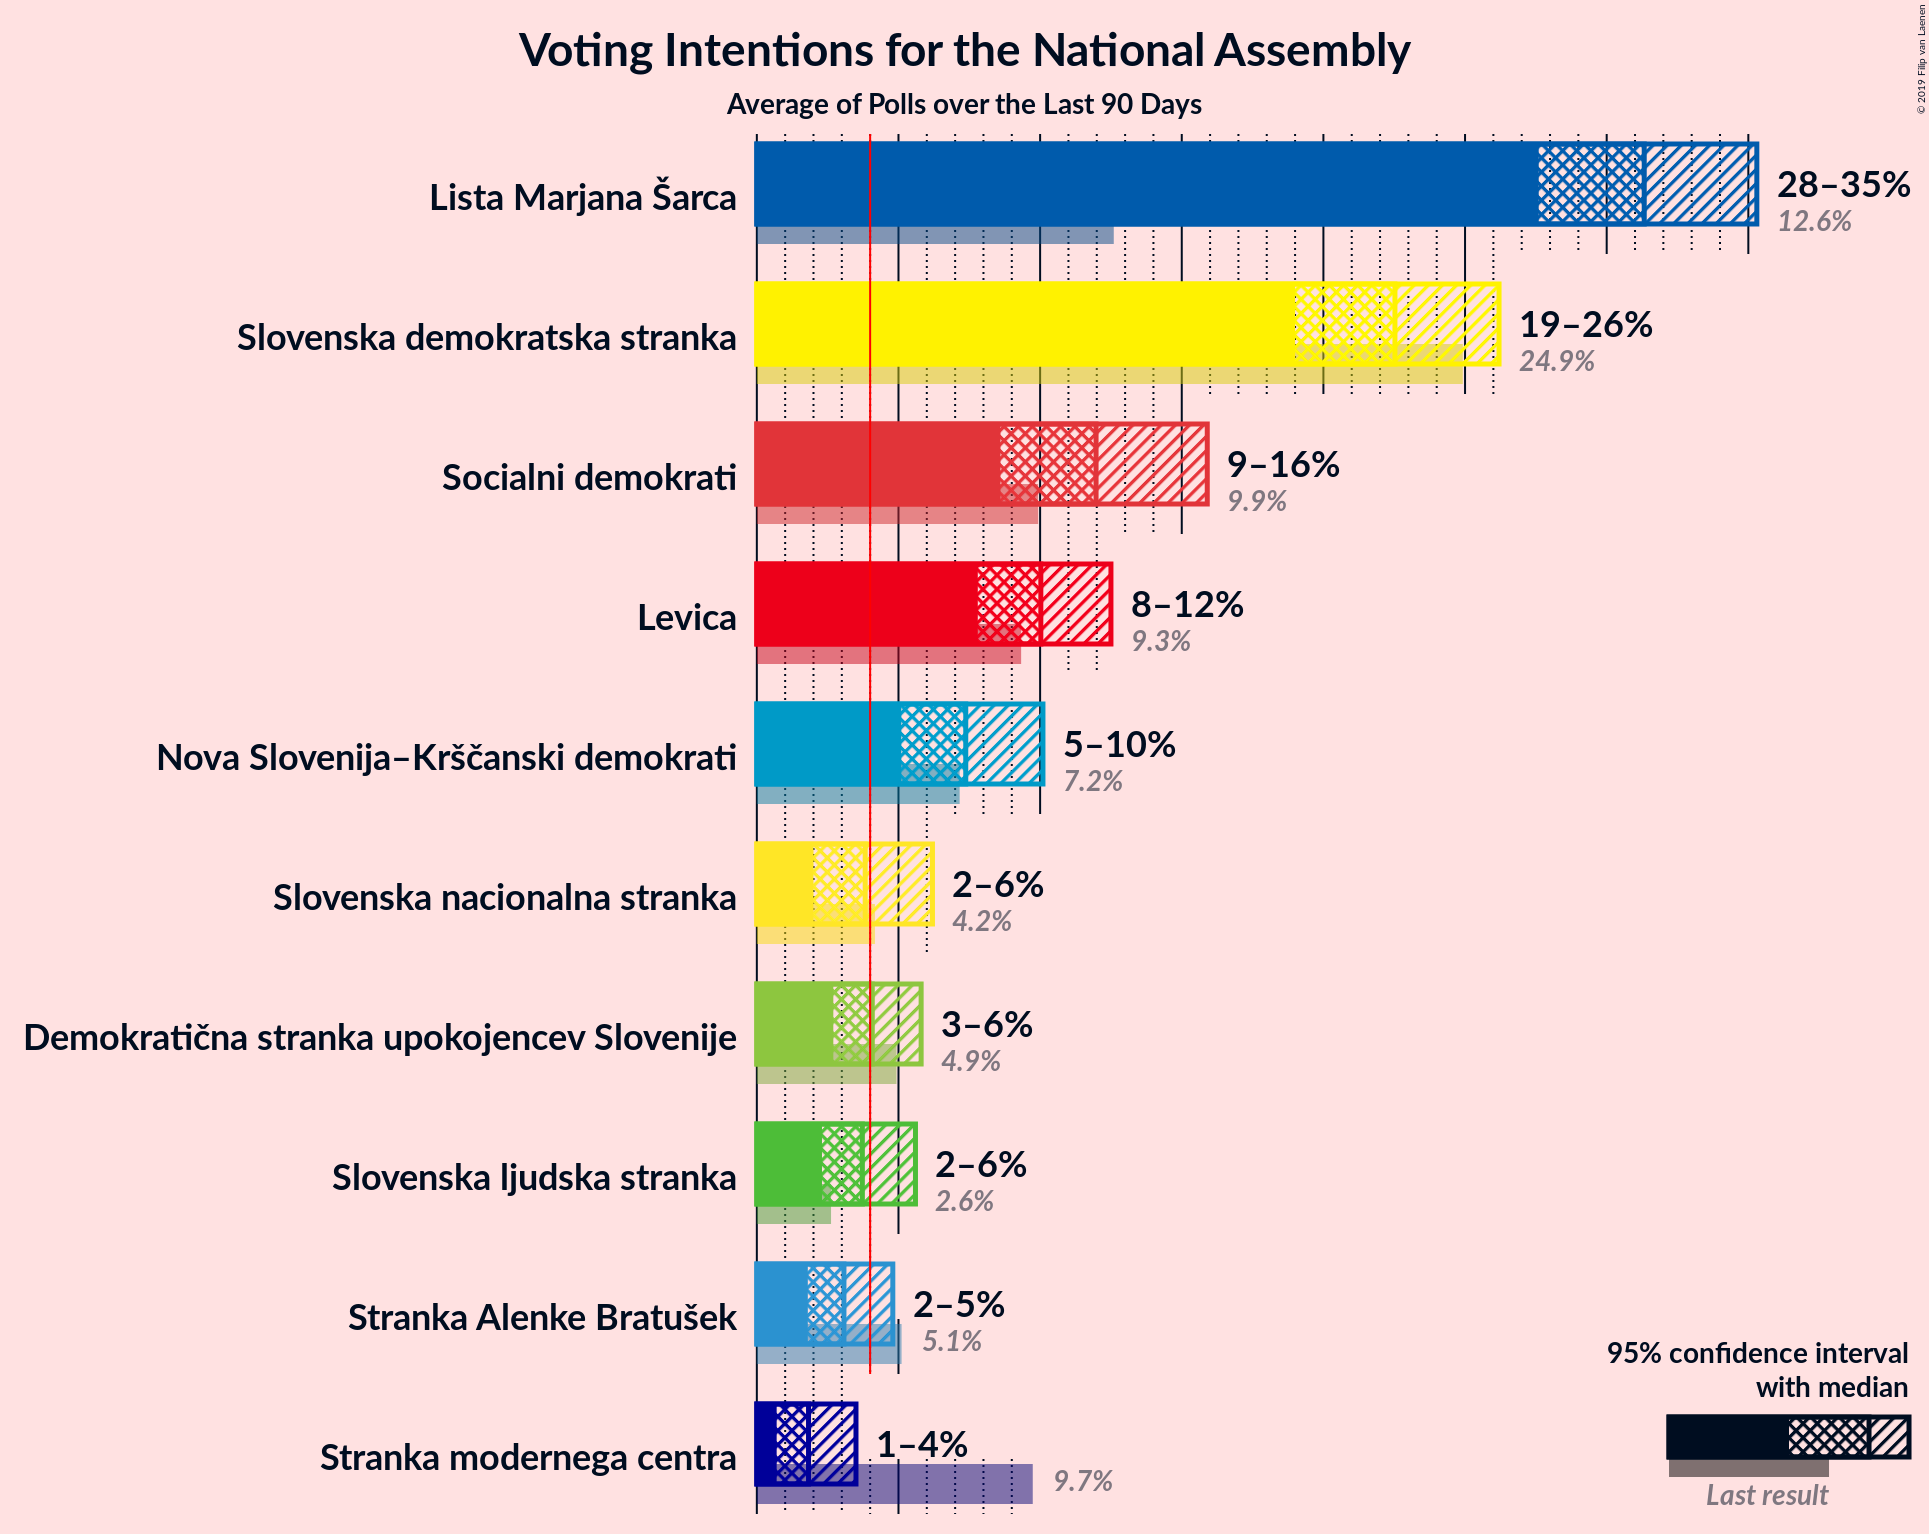 Voting Intentions for the National Assembly
Average of Polls over the Last 90 Days
© 2019 Filip van Laenen
Lista Marjana Šarca
28–35%
12.6%
Slovenska demokratska stranka
19–26%
24.9%
Socialni demokrati
9–16%
9.9%
Levica
8–12%
9.3%
Nova Slovenija–Krščanski demokrati
5–10%
7.2%
Slovenska nacionalna stranka
2–6%
4.2%
Demokratična stranka upokojencev Slovenije
3–6%
4.9%
Slovenska ljudska stranka
2–6%
2.6%
Stranka Alenke Bratušek
2–5%
5.1%
Stranka modernega centra
1–4%
9.7%
95% confidence interval
with median
Last result